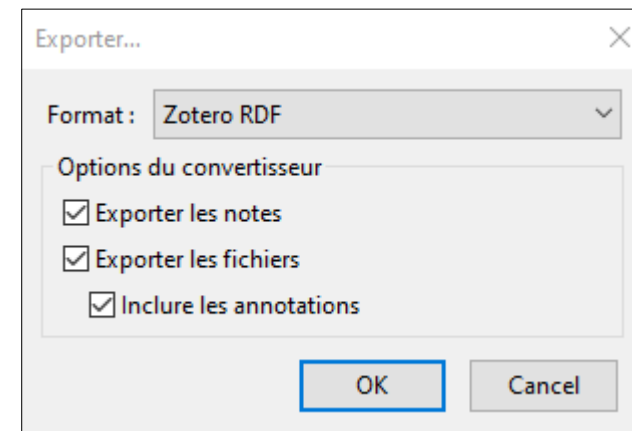 Exporter...
Format : Zotero RDF
Options du convertisseur
Exporter les notes
Exporter les fichiers
Inclure les annotations
OK Cancel